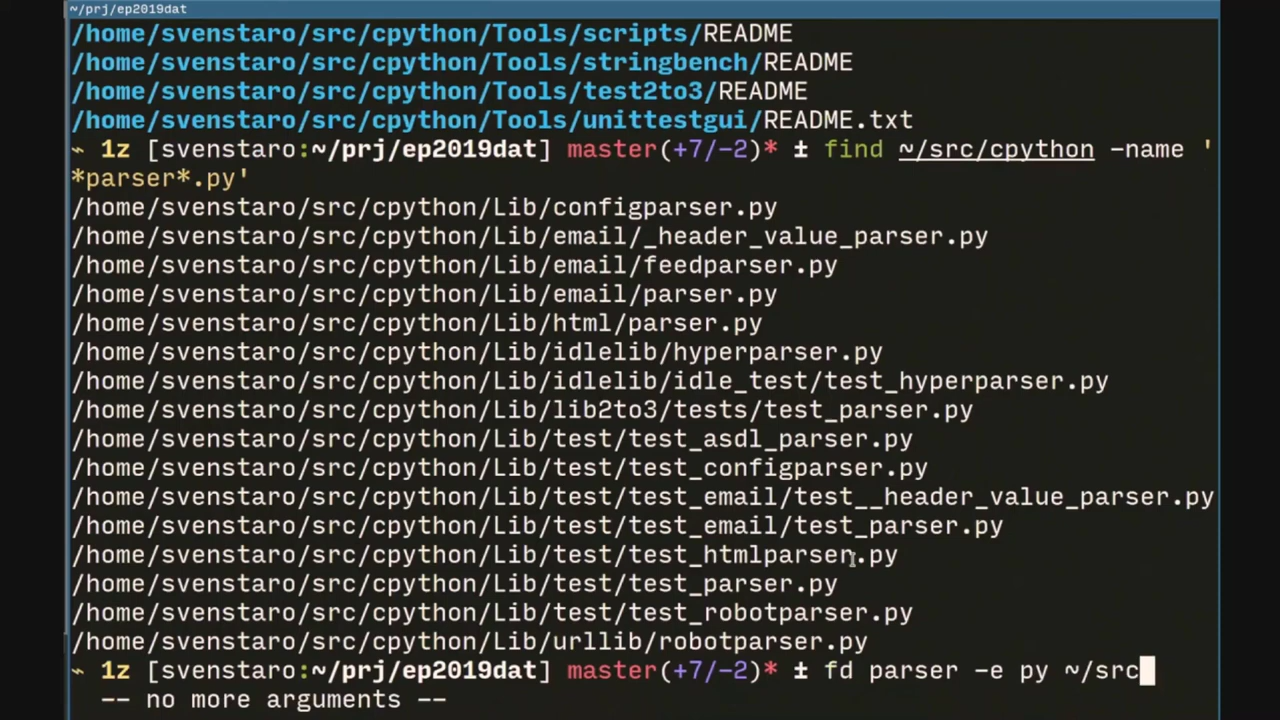 ~/prj/ep2019dat
/home/svenstaro/src/cpython/Tools/scripts/README
/home/svenstaro/src/cpython/Tools/stringbench/README
/home/svenstaro/src/cpython/Tools/test2to3/README
/home/svenstaro/src/cpython/Tools/unittestgui/README.txt
~ 1z [svenstaro:~/prj/ep2019dat] master(+7/−2)* ± find ~/src/cpython -name '
*parser*.py'
/home/svenstaro/src/cpython/Lib/configparser.py
/home/svenstaro/src/cpython/Lib/email/_header_value_parser.py
/home/svenstaro/src/cpython/Lib/email/feedparser.py
/home/svenstaro/src/cpython/Lib/email/parser.py
/home/svenstaro/src/cpython/Lib/html/parser.py
/home/svenstaro/src/cpython/Lib/idlelib/hyperparser.py
/home/svenstaro/src/cpython/Lib/idlelib/idle_test/test_hyperparser.py
/home/svenstaro/src/cpython/Lib/lib2to3/tests/test_parser.py
/home/svenstaro/src/cpython/Lib/test/test_asdl_parser.py
/home/svenstaro/src/cpython/Lib/test/test_configparser.py
/home/svenstaro/src/cpython/Lib/test/test_email/test__header_value_parser.py
/home/svenstaro/src/cpython/Lib/test/test_email/test_parser.py
/home/svenstaro/src/cpython/Lib/test/test_htmlparser.py
/home/svenstaro/src/cpython/Lib/test/test_parser.py
/home/svenstaro/src/cpython/Lib/test/test_robotparser.py
/home/svenstaro/src/cpython/Lib/urllib/robotparser.py
~ 1z [svenstaro:~/prj/ep2019dat] master(+7/−2)* ± fd parser -e py ~/src
-- no more arguments --